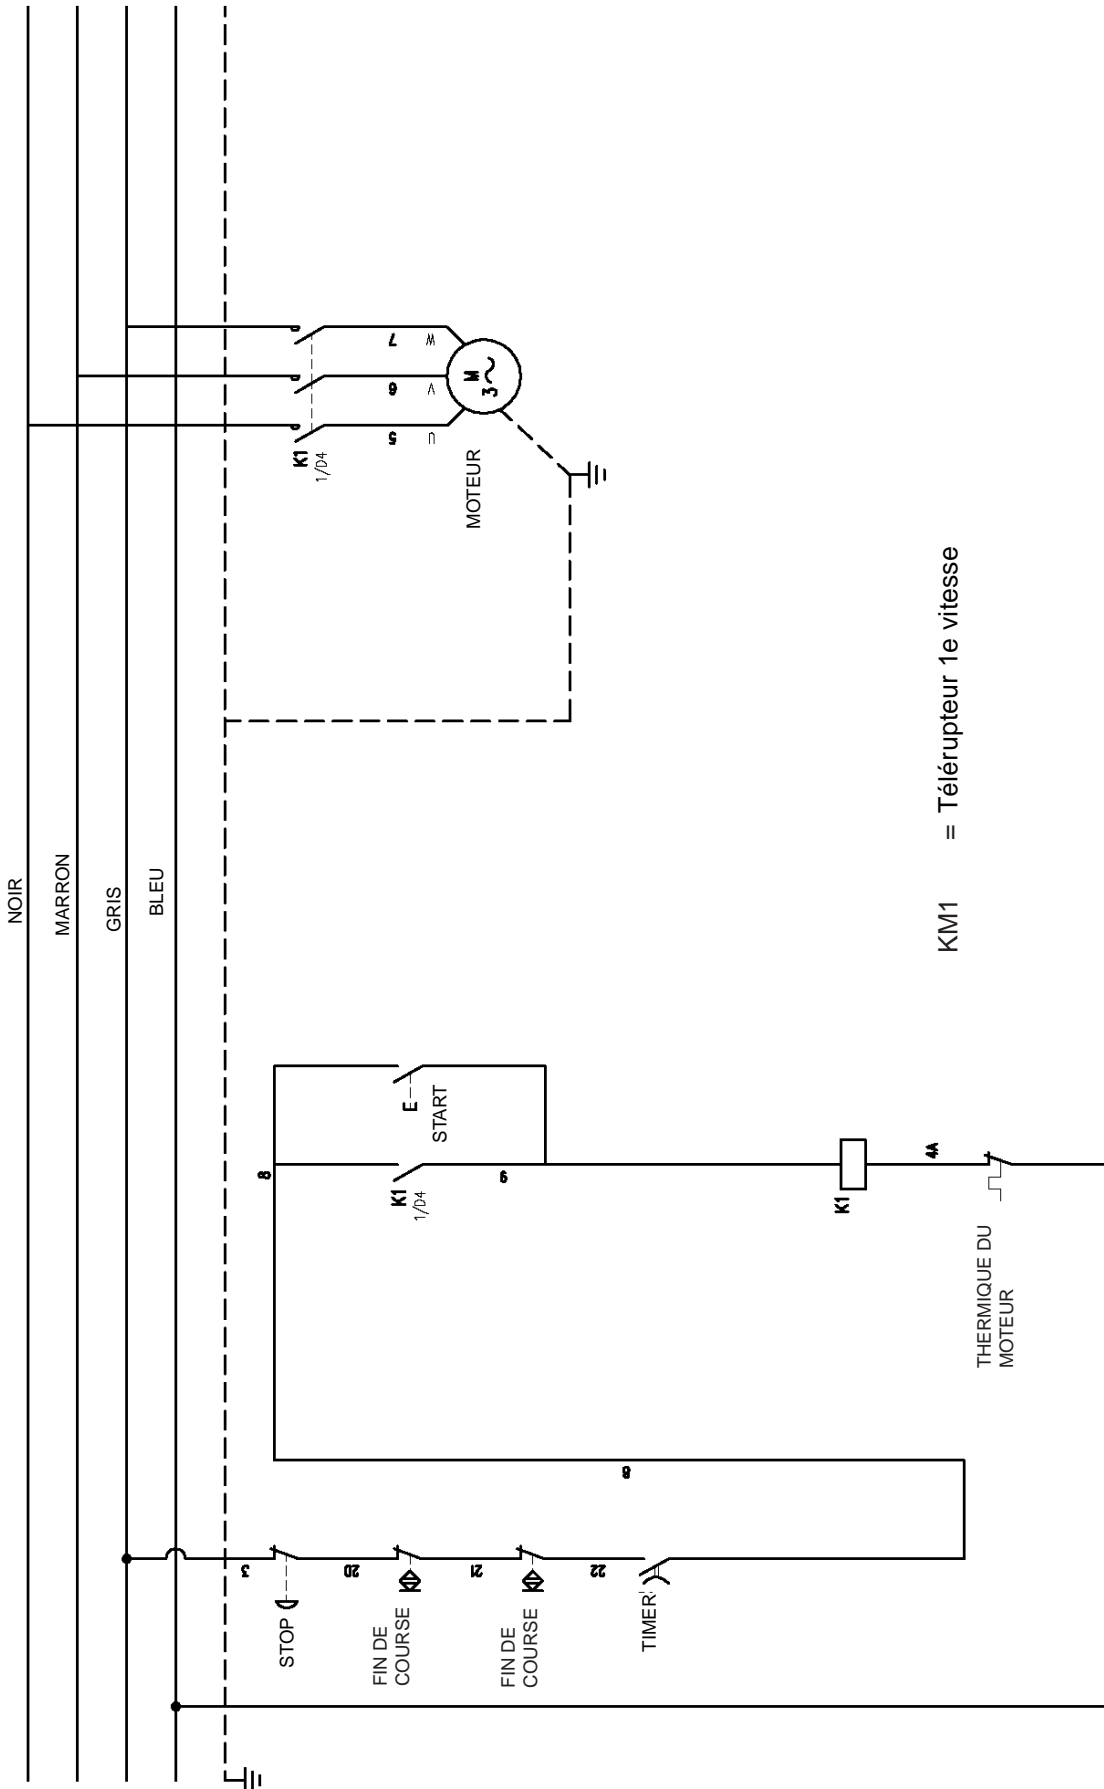 NOIR
MARRON
GRIS
BLEU
K1
1/D4
5
6
7
U
V
W
M
3
MOTEUR
3
STOP
20
FIN DE
COURSE
21
FIN DE
COURSE
22
TIMER
8
8
K1
1/D4
E
START
9
K1
4A
THERMIQUE DU
MOTEUR
KM1 = Télérupteur 1e vitesse